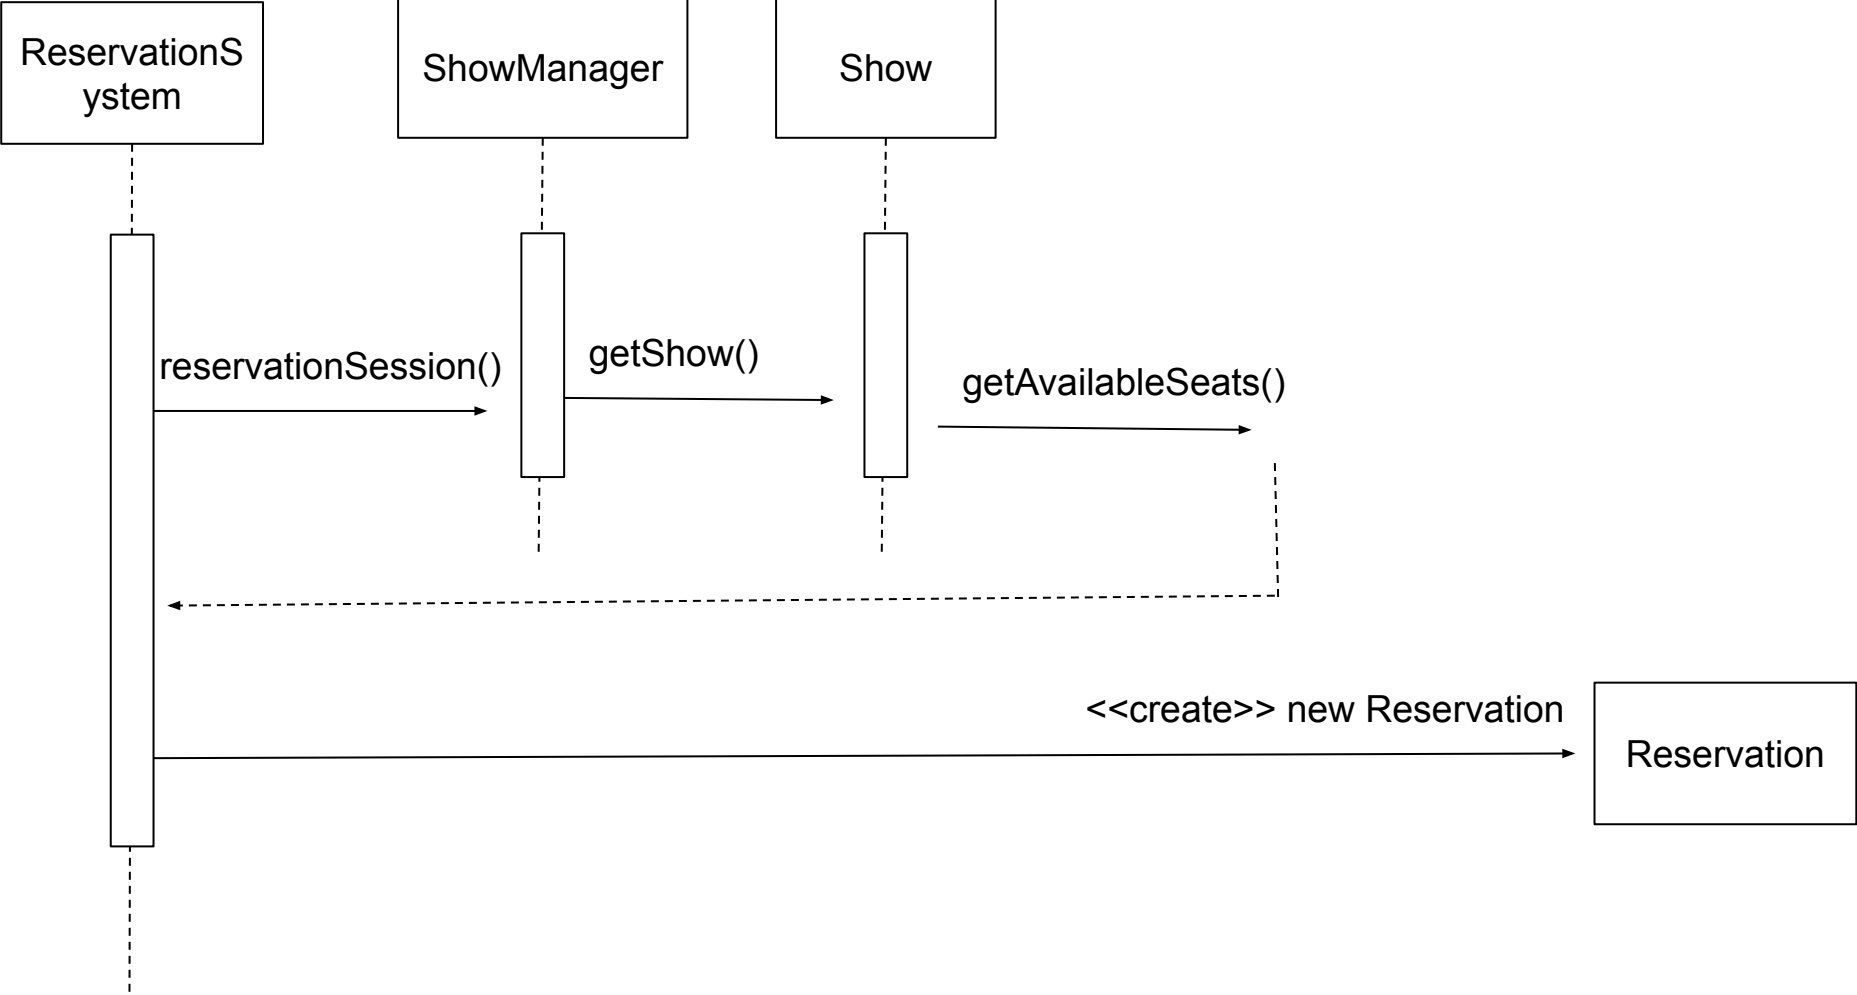 ReservationS
ystem
ShowManager
Show
reservationSession()
getShow()
getAvailableSeats()
<<create>> new Reservation
Reservation